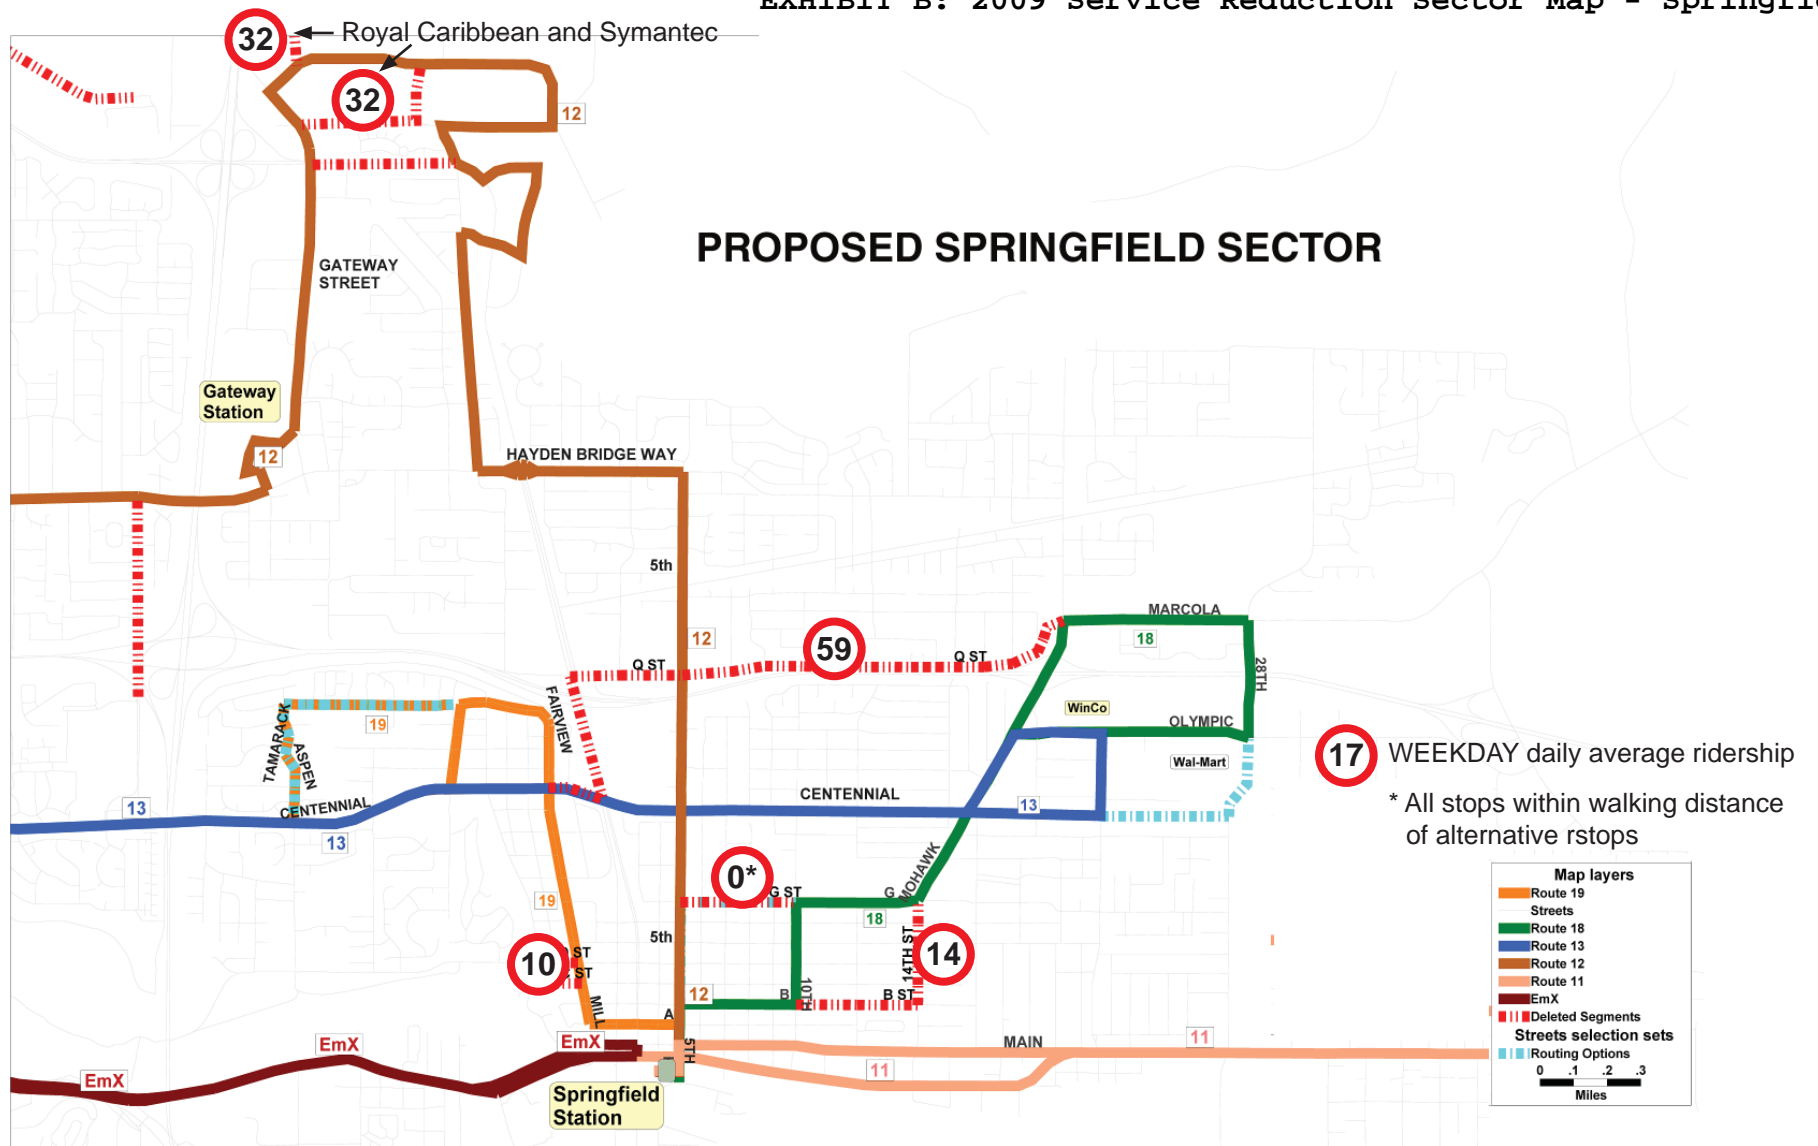 EXHIBIT B: 2009 Service Reduction Sector Map - Springfie
32
Royal Caribbean and Symantec
32
12
PROPOSED SPRINGFIELD SECTOR
GATEWAY
STREET
Gateway
Station
12
HAYDEN BRIDGE WAY
5th
12
MARCOLA
18
59
Q ST
Q ST
28TH
FAIRVIEW
TAMARACK
ASPEN
19
WinCo
OLYMPIC
Wal-Mart
17 WEEKDAY daily average ridership
* All stops within walking distance
of alternative rstops
CENTENNIAL
13
13
CENTENNIAL
13
MOHAWK
0*
G ST
G
18
19
5th
14TH ST
14
10
ST
ST
MILL
12
B
10TH
B ST
A
5TH
MAIN
11
11
EmX
EmX
EmX
Springfield
Station
Map layers
Route 19
Streets
Route 18
Route 13
Route 12
Route 11
EmX
Deleted Segments
Streets selection sets
Routing Options
0 .1 .2 .3
Miles